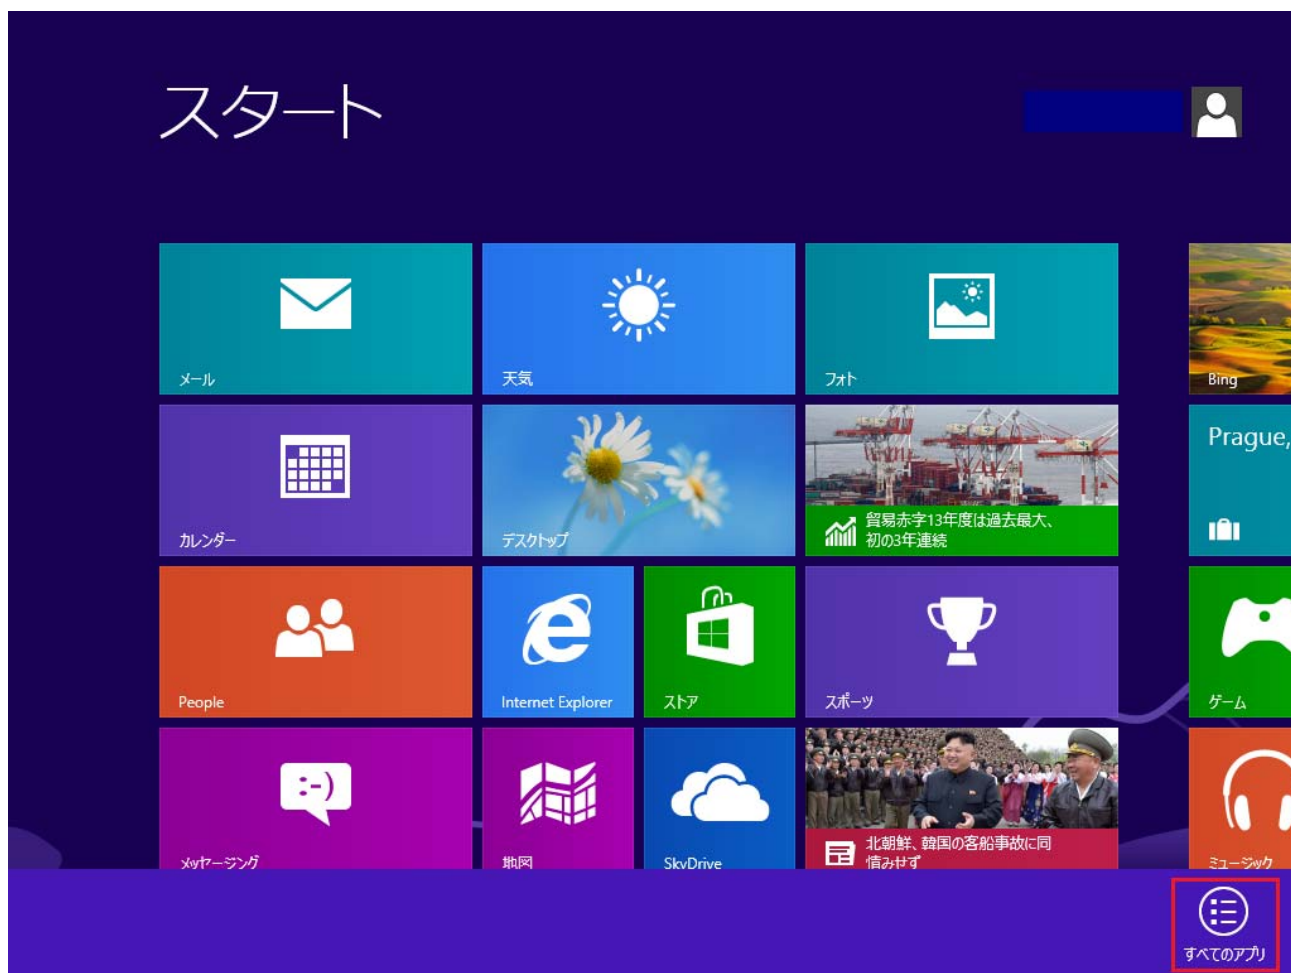 スタート
メール
天気
フォト
Bing
カレンダー
デスクトップ
貿易赤字13年度は過去最大、
初の3年連続
Prague,
People
Internet Explorer
ストア
スポーツ
ゲーム
メッセージング
地図
SkyDrive
北朝鮮、韓国の客船事故に同
情みせず
ミュージック
すべてのアプリ